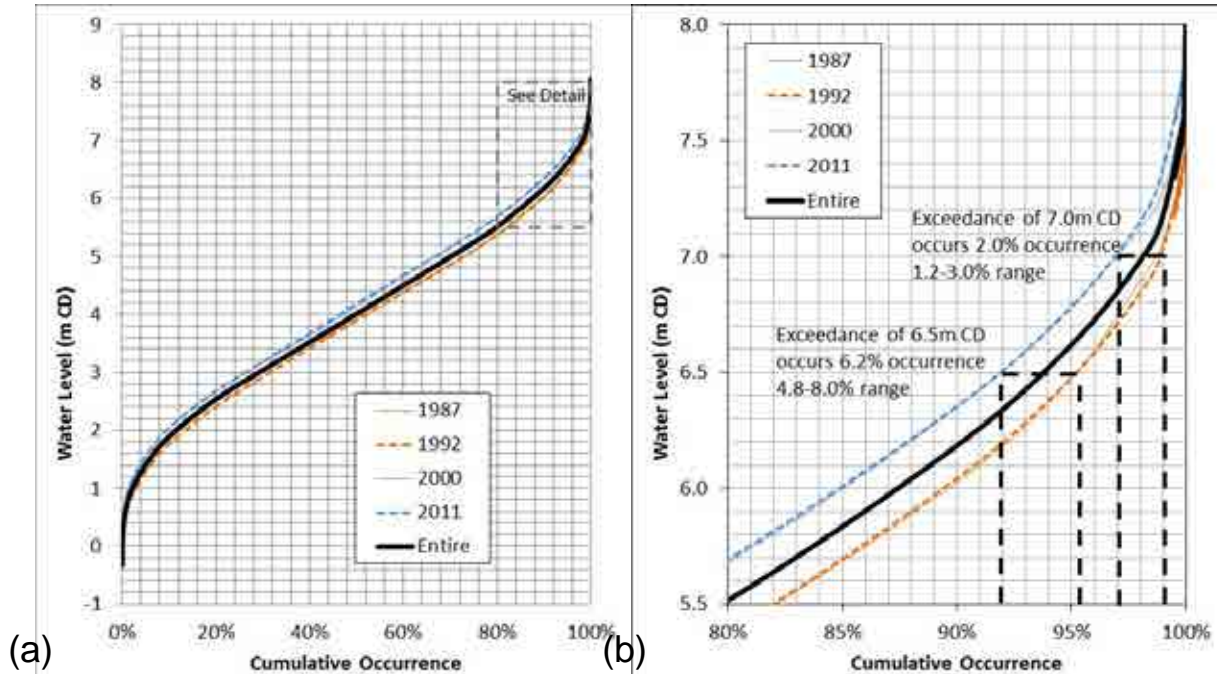 9
8
7
6
5
4
3
2
1
0
-1
Water Level (m CD)
See Detail
1987
1992
2000
2011
Entire
0%
20%
40%
60%
80%
100%
Cumulative Occurrence
(a)
8.0
7.5
7.0
6.5
6.0
5.5
Water Level (m CD)
1987
1992
2000
2011
Entire
Exceedance of 7.0m CD
occurs 2.0% occurrence
1.2-3.0% range
Exceedance of 6.5m CD
occurs 6.2% occurrence
4.8-8.0% range
80%
85%
90%
95%
100%
Cumulative Occurrence
(b)